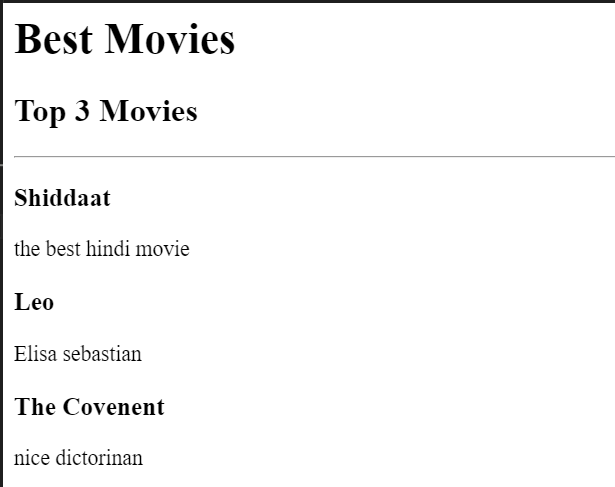 Best Movies
Top 3 Movies
Shiddaat
the best hindi movie
Leo
Elisa sebastian
The Covenent
nice dictorinan